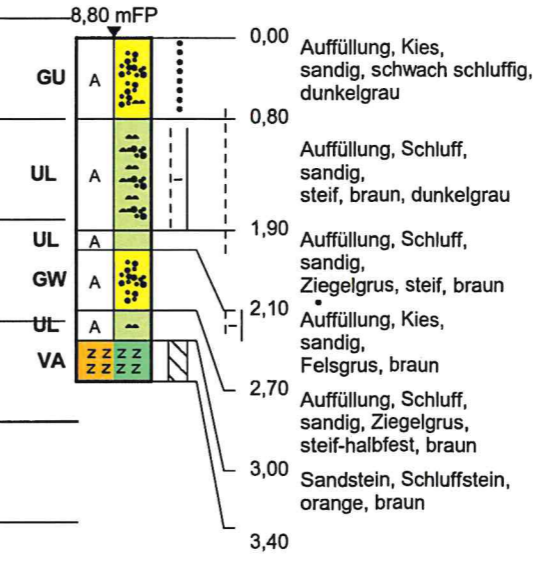 8,80 mFP
0,00
GU
A
Auffüllung, Kies,
sandig, schwach schluffig,
dunkelgrau
0,80
UL
A
Auffüllung, Schluff,
sandig,
steif, braun, dunkelgrau
1,90
UL
A
Auffüllung, Schluff,
sandig,
Ziegelgrus, steif, braun
GW
A
2,10
Auffüllung, Kies,
sandig,
Felsgrus, braun
UL
A
2,70
Auffüllung, Schluff,
sandig, Ziegelgrus,
steif-halbfest, braun
VA
Z Z Z Z
Z Z Z Z
3,00
Sandstein, Schluffstein,
orange, braun
3,40